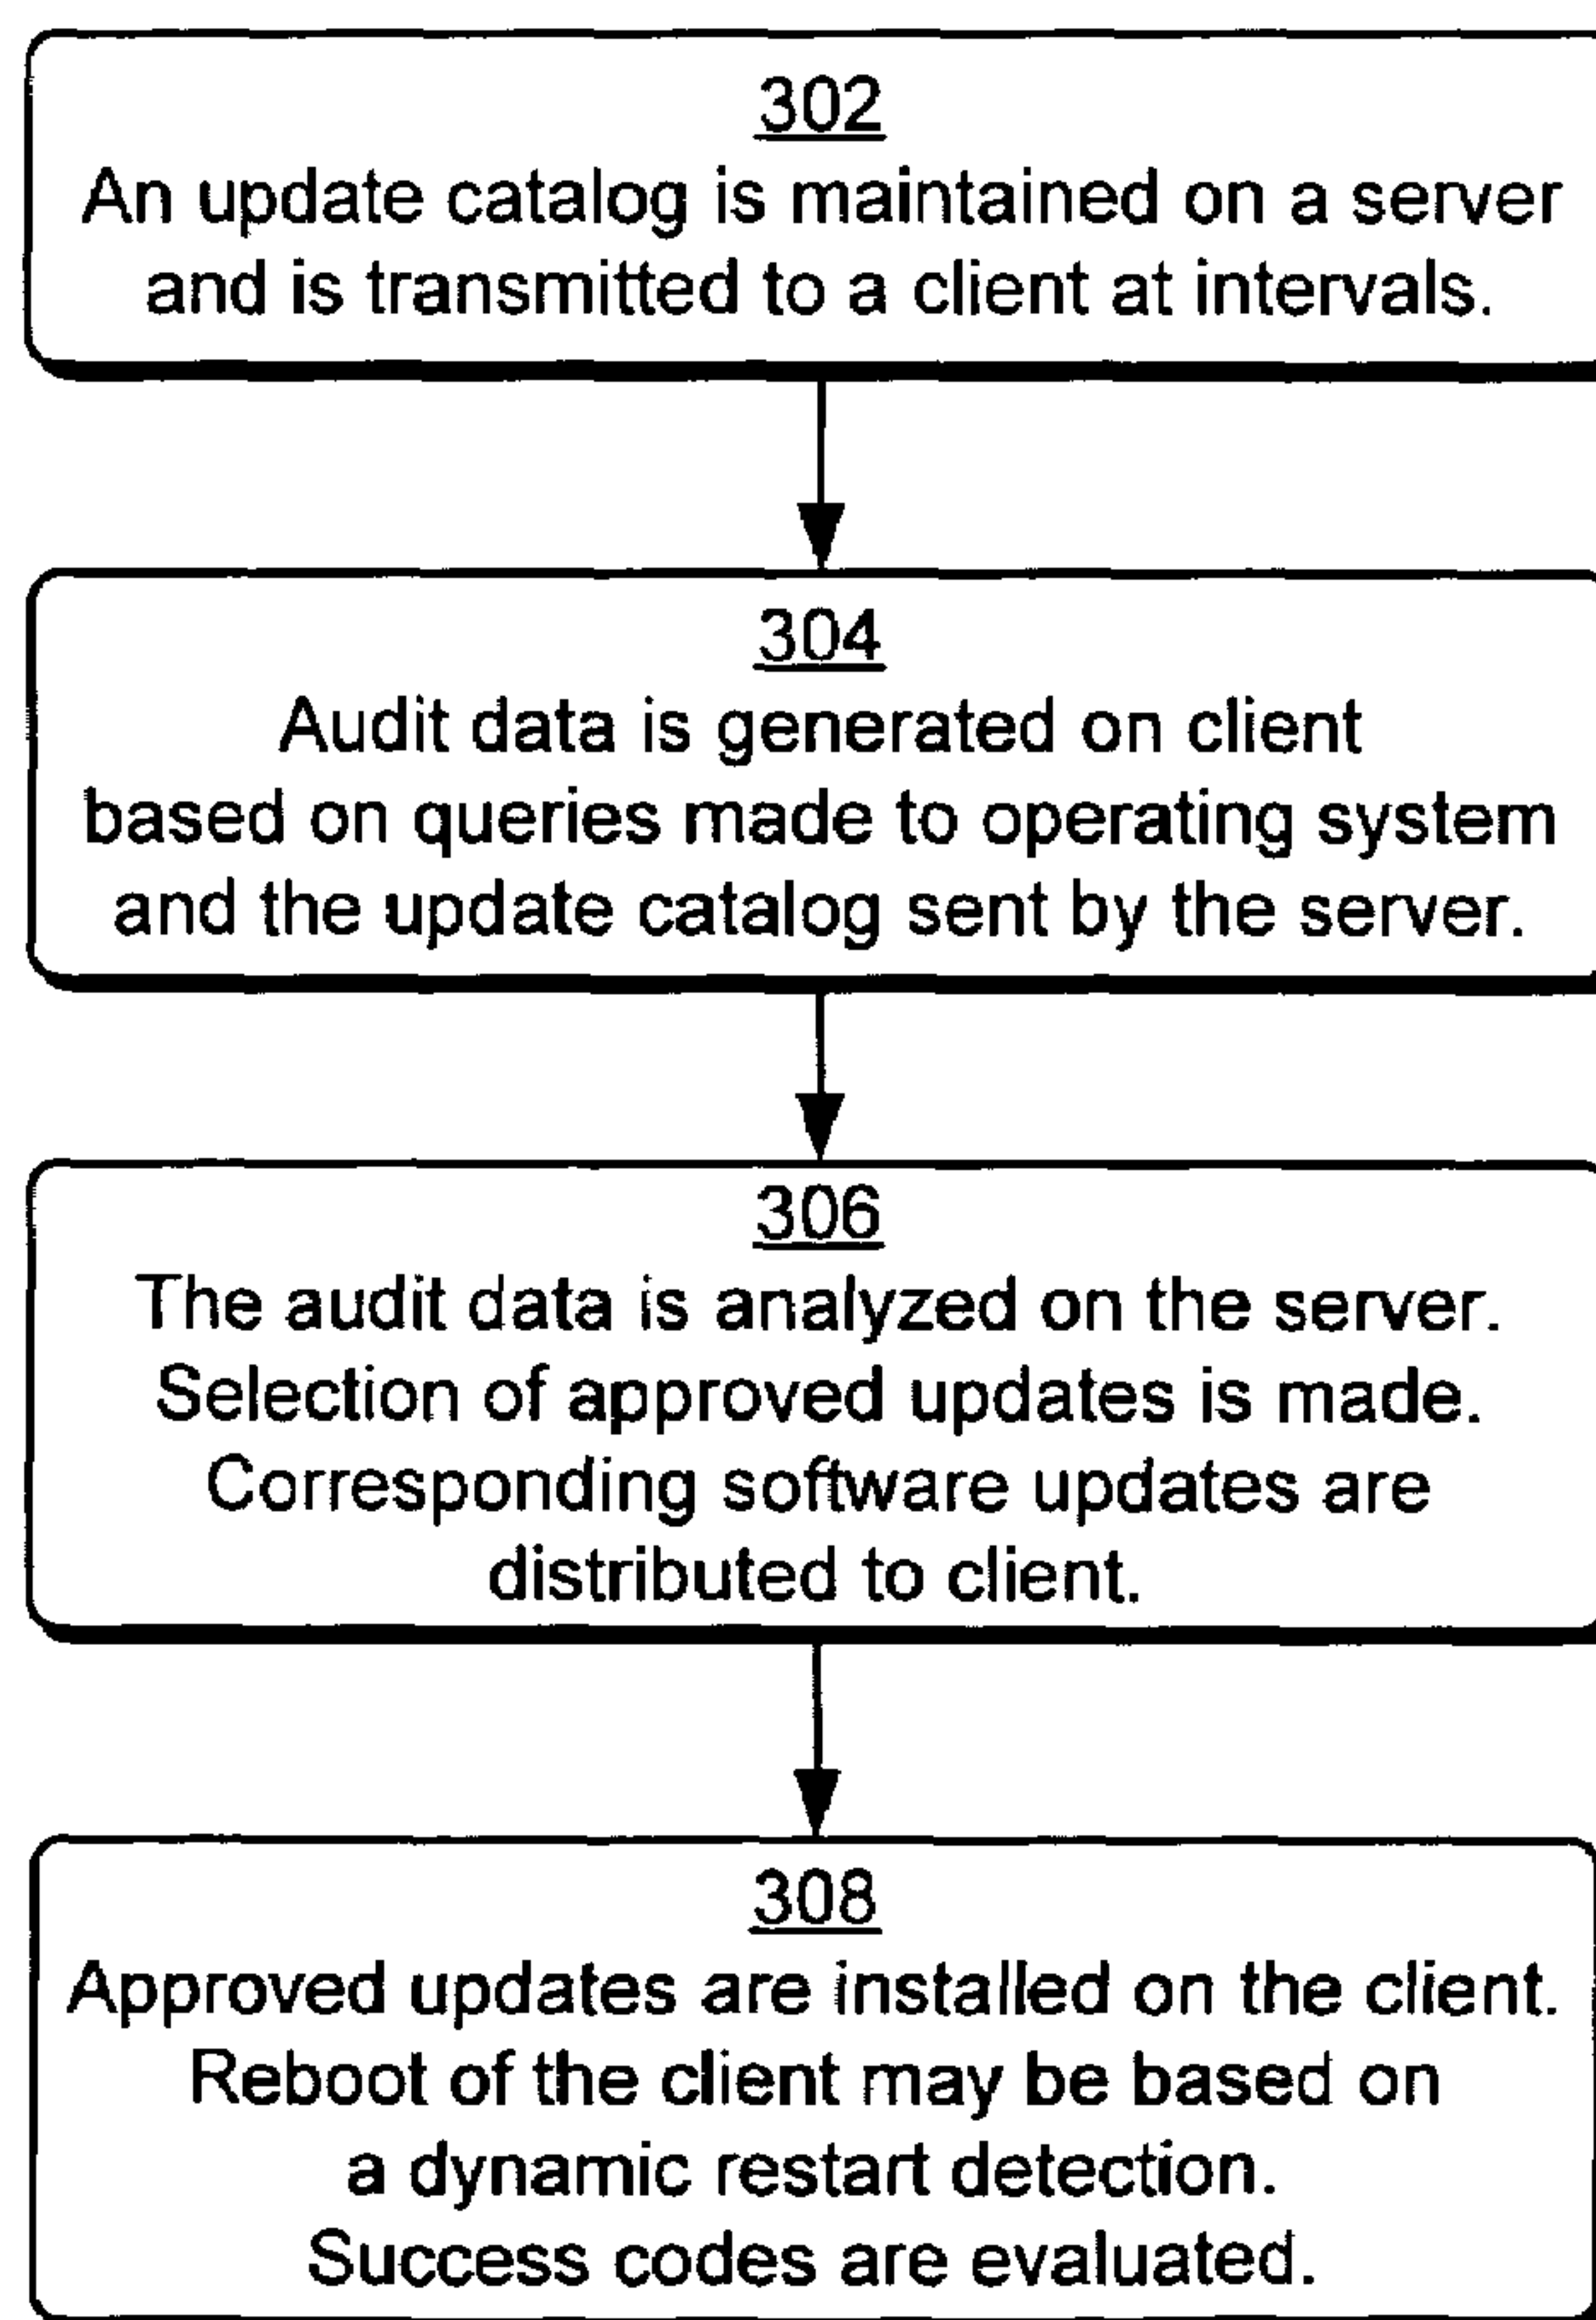 302
An update catalog is maintained on a server
and is transmitted to a client at intervals.
304
Audit data is generated on client
based on queries made to operating system
and the update catalog sent by the server.
306
The audit data is analyzed on the server.
Selection of approved updates is made.
Corresponding software updates are
distributed to client.
308
Approved updates are installed on the client.
Reboot of the client may be based on
a dynamic restart detection.
Success codes are evaluated.